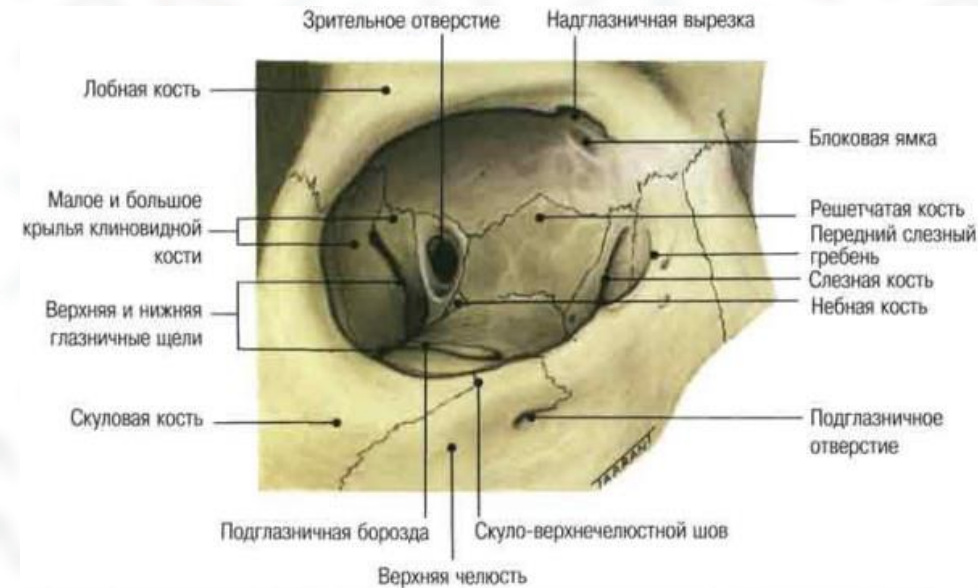 Зрительное отверстие
Надглазничная вырезка
Лобная кость
Блоковая ямка
Малое и большое
крылья клиновидной
кости
Решетчатая кость
Передний слезный
гребень
Слезная кость
Небная кость
Верхняя и нижняя
глазничные щели
Скуловая кость
Подглазничное
отверстие
TARRANT
Подглазничная борозда
Скуло-верхнечелюстной шов
Верхняя челюсть